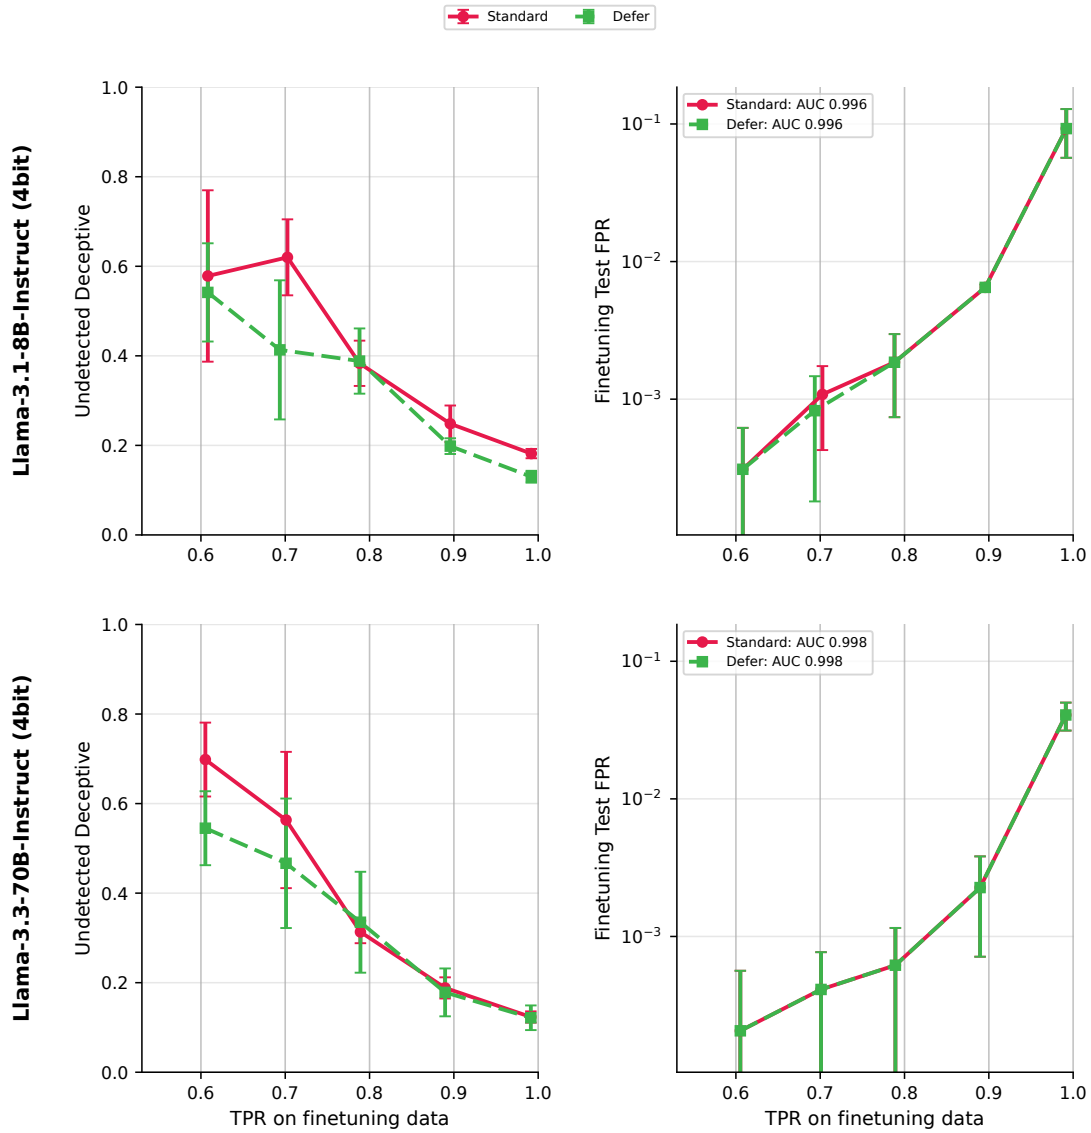 Standard Defer
Llama-3.1-8B-Instruct (4bit)
Undetected Deceptive
1.0
0.8
0.6
0.4
0.2
0.0
0.6 0.7 0.8 0.9 1.0
Finetuning Test FPR
10⁻¹
10⁻²
10⁻³
Standard: AUC 0.996
Defer: AUC 0.996
0.6 0.7 0.8 0.9 1.0
Llama-3.3-70B-Instruct (4bit)
Undetected Deceptive
1.0
0.8
0.6
0.4
0.2
0.0
0.6 0.7 0.8 0.9 1.0
TPR on finetuning data
Finetuning Test FPR
10⁻¹
10⁻²
10⁻³
Standard: AUC 0.998
Defer: AUC 0.998
0.6 0.7 0.8 0.9 1.0
TPR on finetuning data